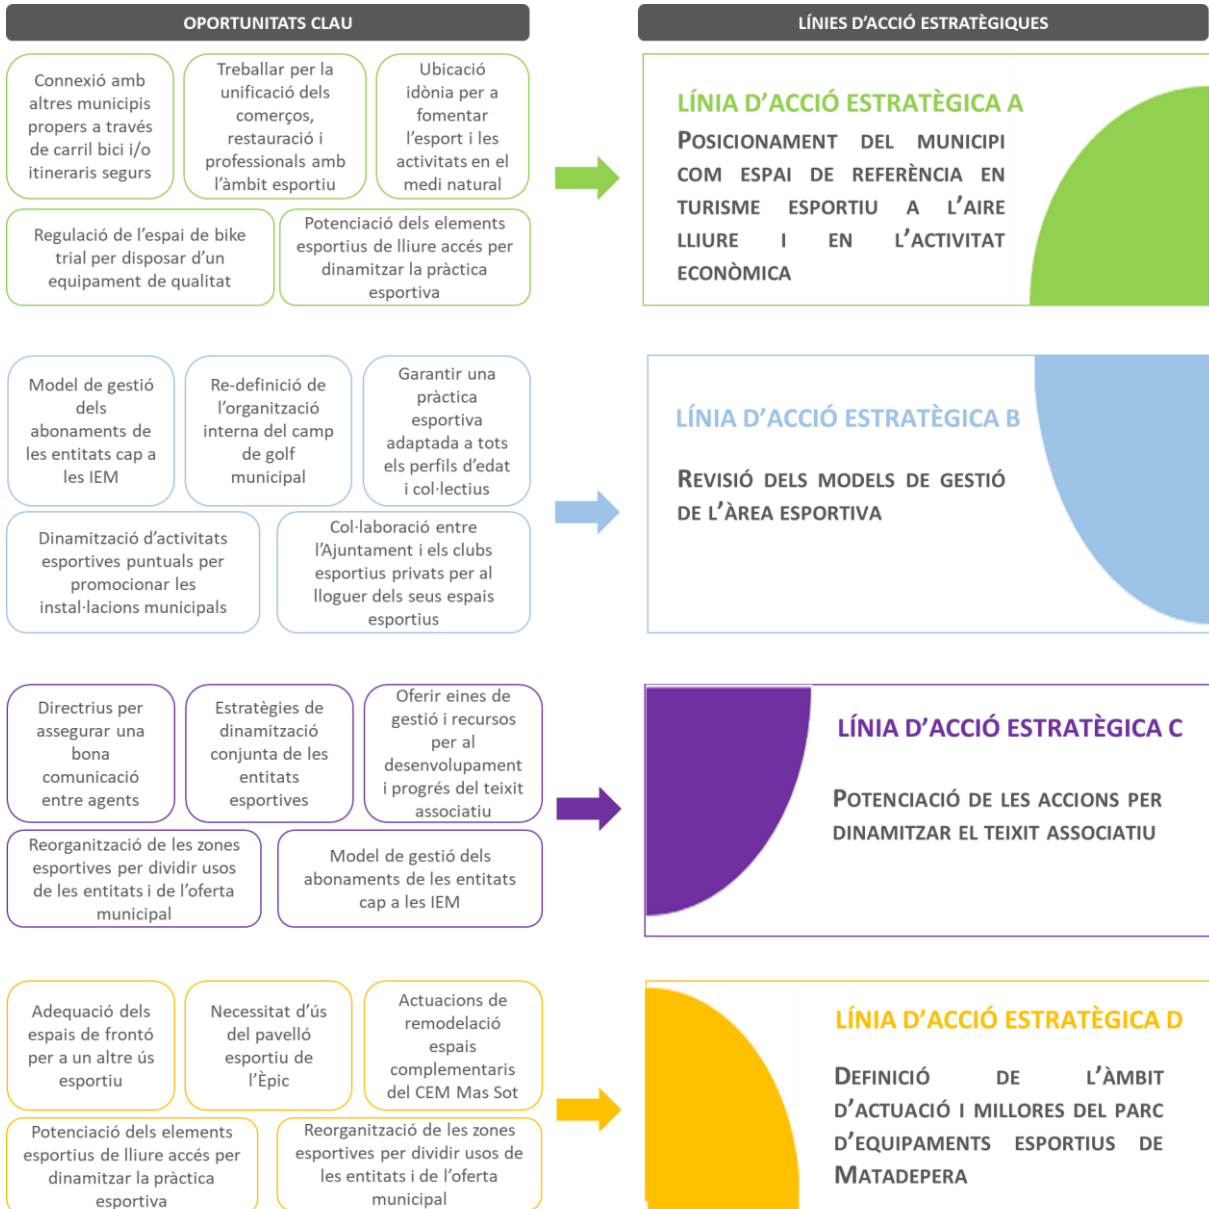 OPORTUNITATS CLAU
LÍNIES D'ACCIÓ ESTRATÈGIQUES
Connexió amb
altres municipis
propers a través
de carril bici i/o
itineraris segurs
Treballar per la
unificació dels
comerços,
restauració i
professionals amb
l'àmbit esportiu
Ubicació
idònia per a
fomentar
l'esport i les
activitats en el
medi natural
Regulació de l'espai de bike
trial per disposar d'un
equipament de qualitat
Potenciació dels elements
esportius de lliure accés per
dinamitzar la pràctica
esportiva
LÍNIA D'ACCIÓ ESTRATÈGICA A
POSICIONAMENT DEL MUNICIPI
COM ESPAI DE REFERÈNCIA EN
TURISME ESPORTIU A L'AIRE
LLIURE I EN L'ACTIVITAT
ECONÒMICA
Model de gestió
dels
abonaments de
les entitats cap a
les IEM
Re-definició de
l'organització
interna del camp
de golf
municipal
Garantir una
pràctica
esportiva
adaptada a tots
els perfils d'edat
i col·lectius
Dinamització d'activitats
esportives puntuals per
promocionar les
instal·lacions municipals
Col·laboració entre
l'Ajuntament i els clubs
esportius privats per al
lloguer dels seus espais
esportius
LÍNIA D'ACCIÓ ESTRATÈGICA B
REVISIÓ DELS MODELS DE GESTIÓ
DE L'ÀREA ESPORTIVA
Directrius per
assegurar una
bona
comunicació
entre agents
Estratègies de
dinamització
conjunta de les
entitats
esportives
Oferir eines de
gestió i recursos
per al
desenvolupament
i progrés del teixit
associatiu
Reorganització de les zones
esportives per dividir usos
de les entitats i de l'oferta
municipal
Model de gestió dels
abonaments de les entitats
cap a les IEM
LÍNIA D'ACCIÓ ESTRATÈGICA C
POTENCIACIÓ DE LES ACCIONS PER
DINAMITZAR EL TEIXIT ASSOCIATIU
Adequació dels
espais de frontó
per a un altre ús
esportiu
Necessitat d'ús
del pavelló
esportiu de
l'Èpic
Actuacions de
remodelació
espais
complementaris
del CEM Mas Sot
Potenciació dels elements
esportius de lliure accés per
dinamitzar la pràctica
esportiva
Reorganització de les zones
esportives per dividir usos de
les entitats i de l'oferta
municipal
LÍNIA D'ACCIÓ ESTRATÈGICA D
DEFINICIÓ DE L'ÀMBIT
D'ACTUACIÓ I MILLORES DEL PARC
D'EQUIPAMENTS ESPORTIUS DE
MATADEPERA